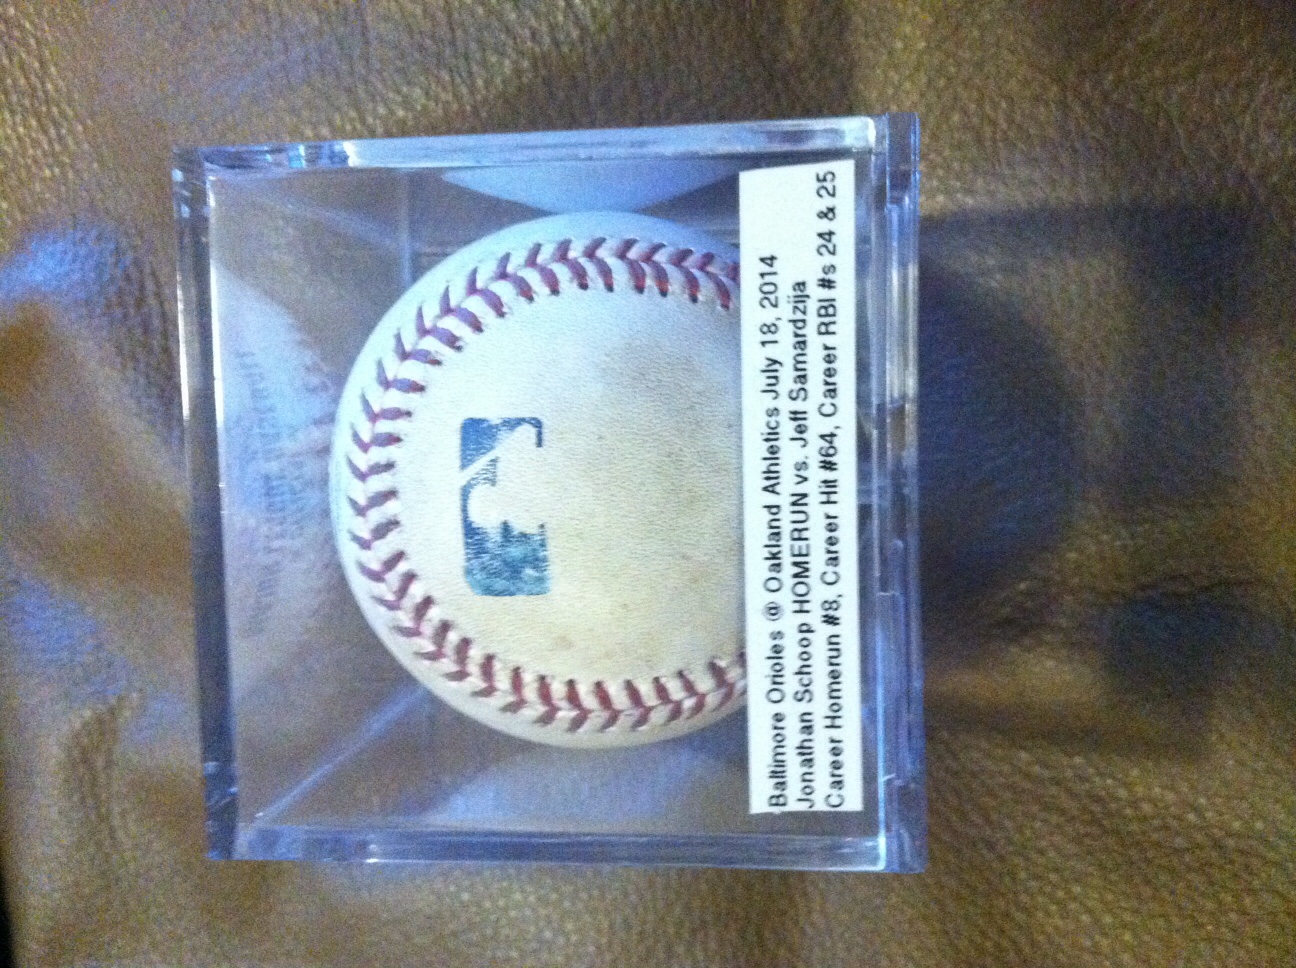 Baltimore Orioles @ Oakland Athletics July 18, 2014
Jonathan Schoop HOMERUN vs. Jeff Samardzija
Career Homerun #8, Career Hit #64, Career RBI #s 24 & 25